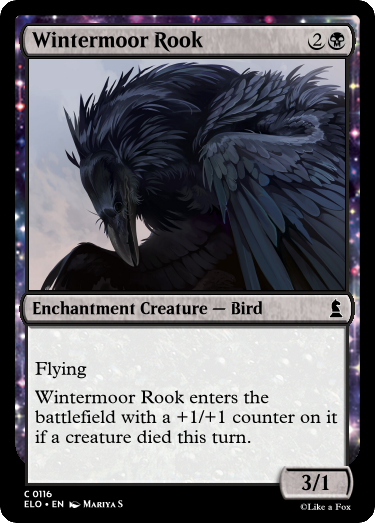 Wintermoor Rook 2
Enchantment Creature — Bird
Flying
Wintermoor Rook enters the
battlefield with a +1/+1 counter on it
if a creature died this turn.
3/1
C 0116
ELO • EN Mariya S
©Like a Fox